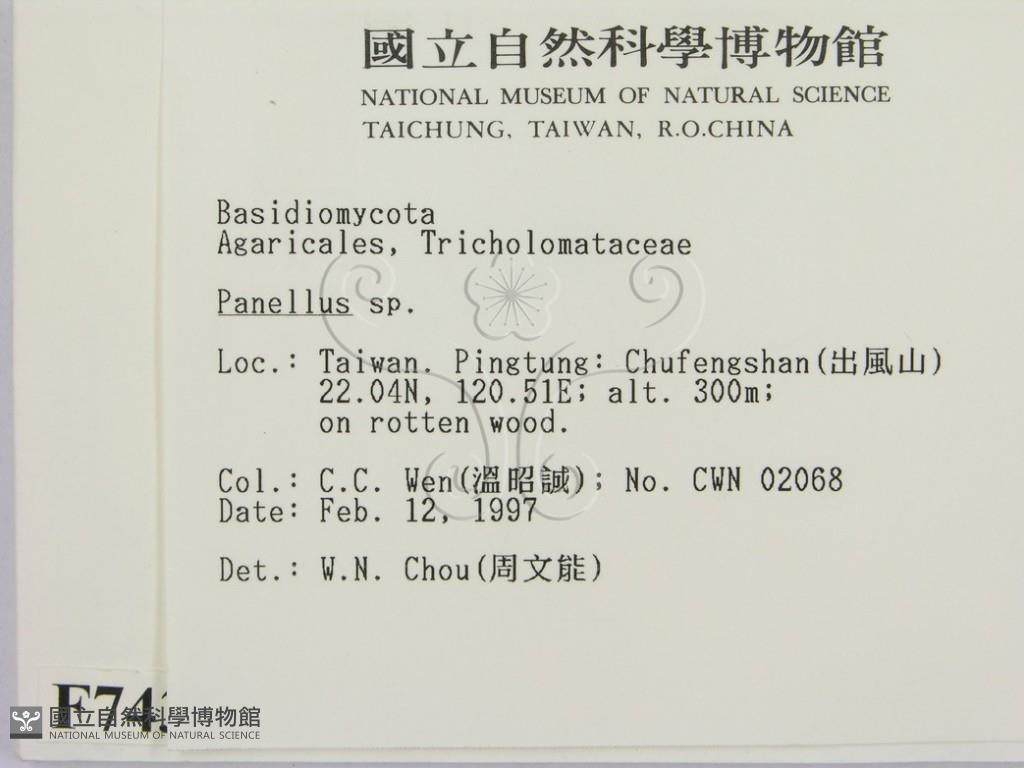 國立自然科學博物館
NATIONAL MUSEUM OF NATURAL SCIENCE
TAICHUNG, TAIWAN, R.O.CHINA
Basidiomycota
Agaricales, Tricholomataceae
Panellus sp.
Loc.: Taiwan. Pingtung: Chufengshan(出風山)
22.04N, 120.51E; alt. 300m;
on rotten wood.
Col.: C.C. Wen(溫昭誠); No. CWN 02068
Date: Feb. 12, 1997
Det.: W.N. Chou(周文能)
國立自然科學博物館
NATIONAL MUSEUM OF NATURAL SCIENCE